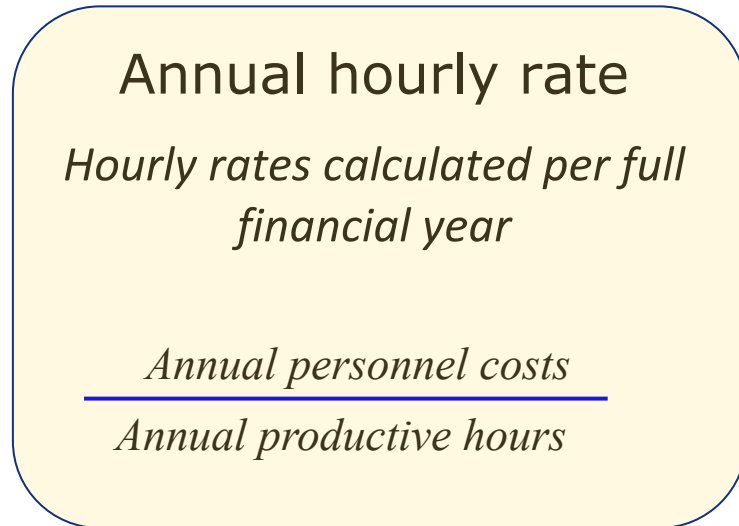 Annual hourly rate
Hourly rates calculated per full
financial year
Annual personnel costs
Annual productive hours